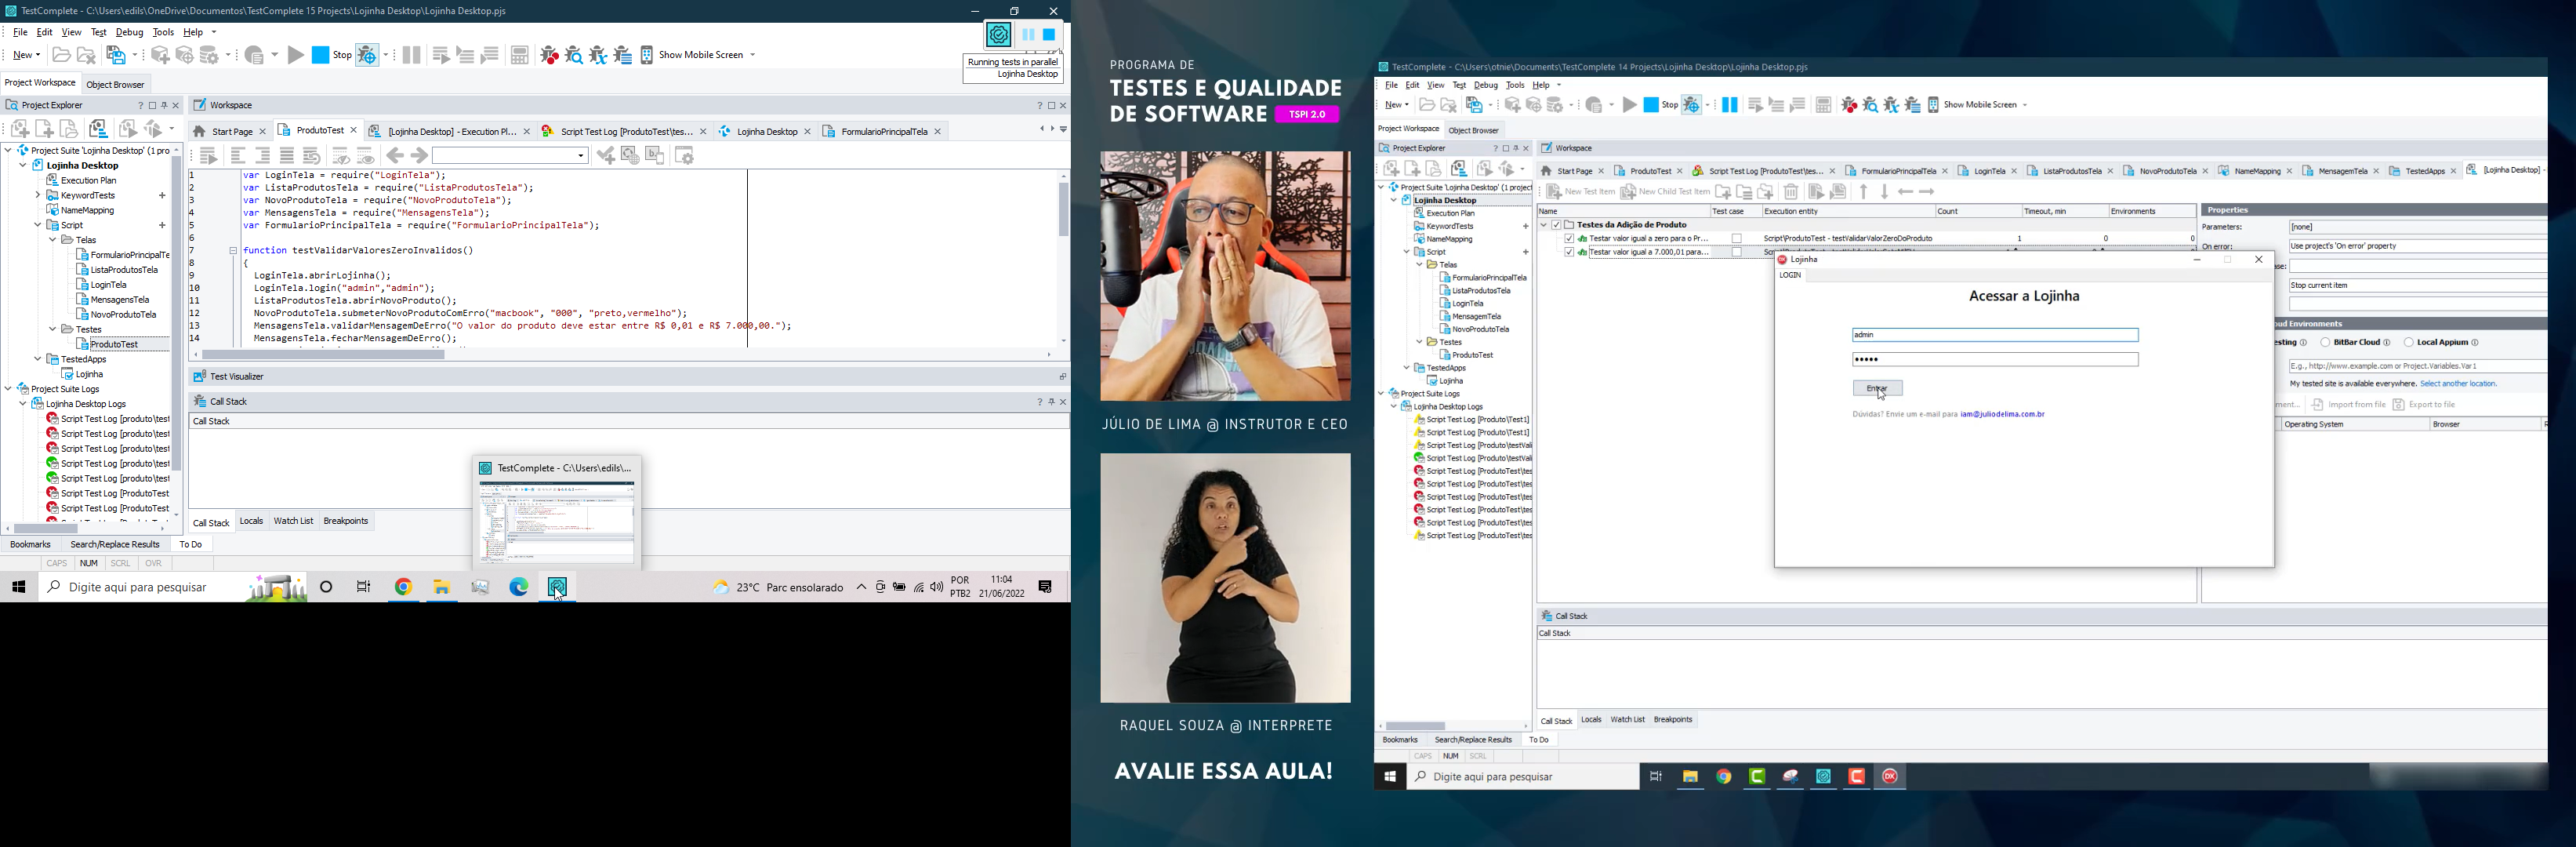 TestComplete - C:\Users\edils\OneDrive\Documentos\TestComplete 15 Projects\Lojinha Desktop\Lojinha Desktop.pjs
File Edit View Test Debug Tools Help
New Stop Show Mobile Screen
Running tests in parallel
Lojinha Desktop
Project Workspace Object Browser
Project Explorer
Workspace
Start Page ProdutoTest [Lojinha Desktop] - Execution Pl... Script Test Log [ProdutoTest\tes... Lojinha Desktop FormularioPrincipalTela
Project Suite 'Lojinha Desktop' (1 pro
Lojinha Desktop
Execution Plan
KeywordTests
NameMapping
Script
Telas
FormularioPrincipalTe
ListaProdutosTela
LoginTela
MensagensTela
NovoProdutoTela
Testes
ProdutoTest
TestedApps
Lojinha
Project Suite Logs
Lojinha Desktop Logs
Script Test Log [produto\test
Script Test Log [produto\test
Script Test Log [produto\test
Script Test Log [produto\test
Script Test Log [produto\test
Script Test Log [ProdutoTest
Script Test Log [ProdutoTest
1 var LoginTela = require("LoginTela");
2 var ListaProdutosTela = require("ListaProdutosTela");
3 var NovoProdutoTela = require("NovoProdutoTela");
4 var MensagensTela = require("MensagensTela");
5 var FormularioPrincipalTela = require("FormularioPrincipalTela");
6
7 function testValidarValoresZeroInvalidos()
8 {
9 LoginTela.abrirLojinha();
10 LoginTela.login("admin","admin");
11 ListaProdutosTela.abrirNovoProduto();
12 NovoProdutoTela.submeterNovoProdutoComErro("macbook", "000", "preto,vermelho");
13 MensagensTela.validarMensagemDeErro("O valor do produto deve estar entre R$ 0,01 e R$ 7.000,00.");
14 MensagensTela.fecharMensagemDeErro();
Test Visualizer
Call Stack
Call Stack
TestComplete - C:\Users\edils\...
Call Stack Locals Watch List Breakpoints
Bookmarks Search/Replace Results To Do
CAPS NUM SCRL OVR
Digite aqui para pesquisar
23°C Parc ensolarado
POR
PTB2
11:04
21/06/2022
PROGRAMA DE
TESTES E QUALIDADE
DE SOFTWARE TSPI 2.0
JÚLIO DE LIMA @ INSTRUTOR E CEO
RAQUEL SOUZA @ INTERPRETE
AVALIE ESSA AULA!
TestComplete - C:\Users\otnie\Documents\TestComplete 14 Projects\Lojinha Desktop\Lojinha Desktop.pjs
File Edit View Test Debug Tools Help
New Stop Show Mobile Screen
Project Workspace Object Browser
Project Explorer
Workspace
Start Page ProdutoTest Script Test Log [ProdutoTest\tes... FormularioPrincipalTela LoginTela ListaProdutosTela NovoProdutoTela NameMapping MensagemTela TestedApps [Lojinha Desktop] -
New Test Item New Child Test Item
Project Suite 'Lojinha Desktop' (1 project
Lojinha Desktop
Execution Plan
KeywordTests
NameMapping
Script
Telas
FormularioPrincipalTela
ListaProdutosTela
LoginTela
MensagemTela
NovoProdutoTela
Testes
ProdutoTest
TestedApps
Lojinha
Project Suite Logs
Lojinha Desktop Logs
Script Test Log [Produto\Test1]
Script Test Log [Produto\Test1]
Script Test Log [Produto\testVali
Script Test Log [Produto\testVali
Script Test Log [ProdutoTest\tes
Script Test Log [ProdutoTest\tes
Script Test Log [ProdutoTest\tes
Script Test Log [ProdutoTest\tes
Script Test Log [ProdutoTest\tes
Script Test Log [ProdutoTest\tes
Name Test case Execution entity Count Timeout, min Environments
Testes da Adição de Produto
Testar valor igual a zero para o Pr... Script\ProdutoTest - testValidarValorZeroDoProduto 1 0 0
Testar valor igual a 7.000,01 para...
Properties
Parameters: [none]
On error: Use project's 'On error' property
Stop current item
oud Environments
esting BitBar Cloud Local Appium
E.g., http://www.example.com or Project.Variables.Var1
My tested site is available everywhere. Select another location.
Import from file Export to file
Operating System Browser
Lojinha
LOGIN
Acessar a Lojinha
admin
•••••
Entrar
Dúvidas? Envie um e-mail para iam@juliodelima.com.br
Call Stack
Call Stack
Call Stack Locals Watch List Breakpoints
Bookmarks Search/Replace Results To Do
CAPS NUM SCRL
Digite aqui para pesquisar